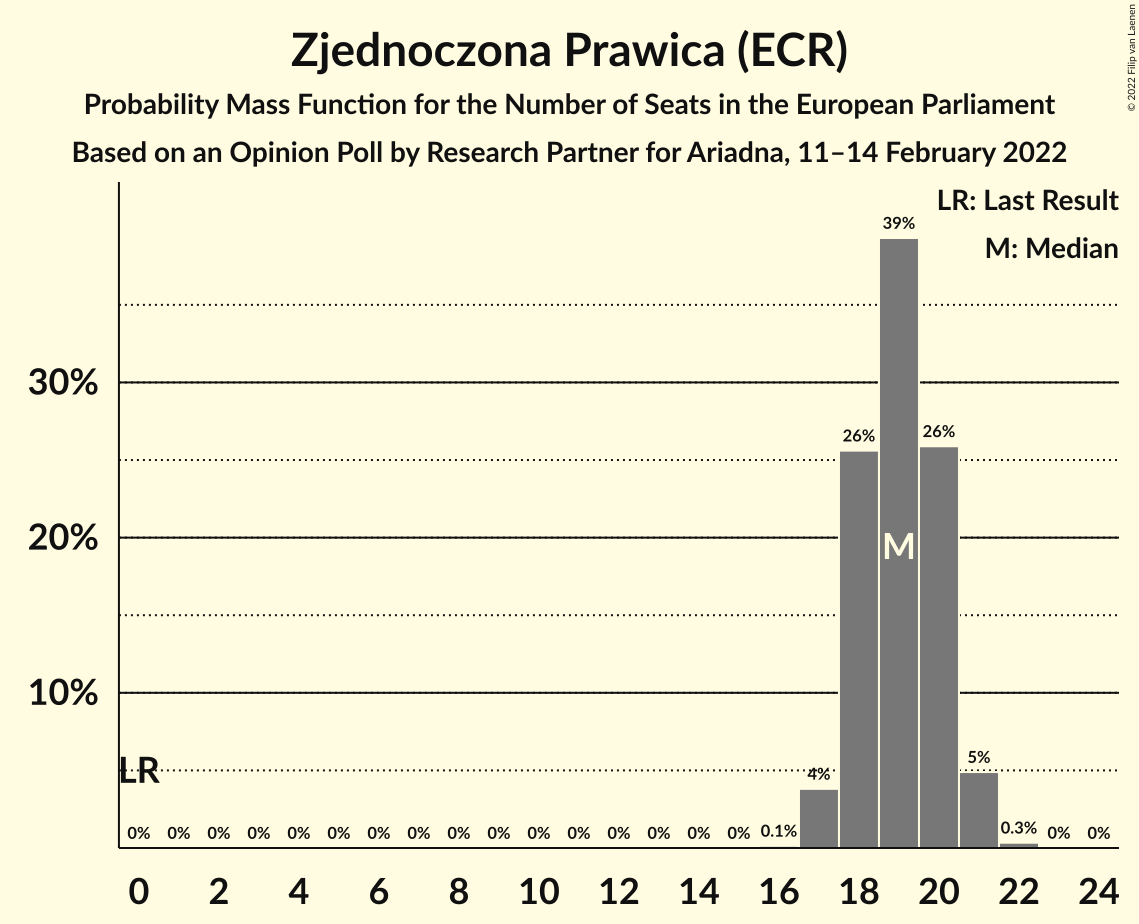 Zjednoczona Prawica (ECR)
Probability Mass Function for the Number of Seats in the European Parliament
Based on an Opinion Poll by Research Partner for Ariadna, 11–14 February 2022
© 2022 Filip van Laenen
LR: Last Result
M: Median
39%
30%
26% 26%
20%
M
10%
LR
4% 5%
0% 0% 0% 0% 0% 0% 0% 0% 0% 0% 0% 0% 0% 0% 0% 0% 0.1% 0.3% 0% 0%
0 2 4 6 8 10 12 14 16 18 20 22 24